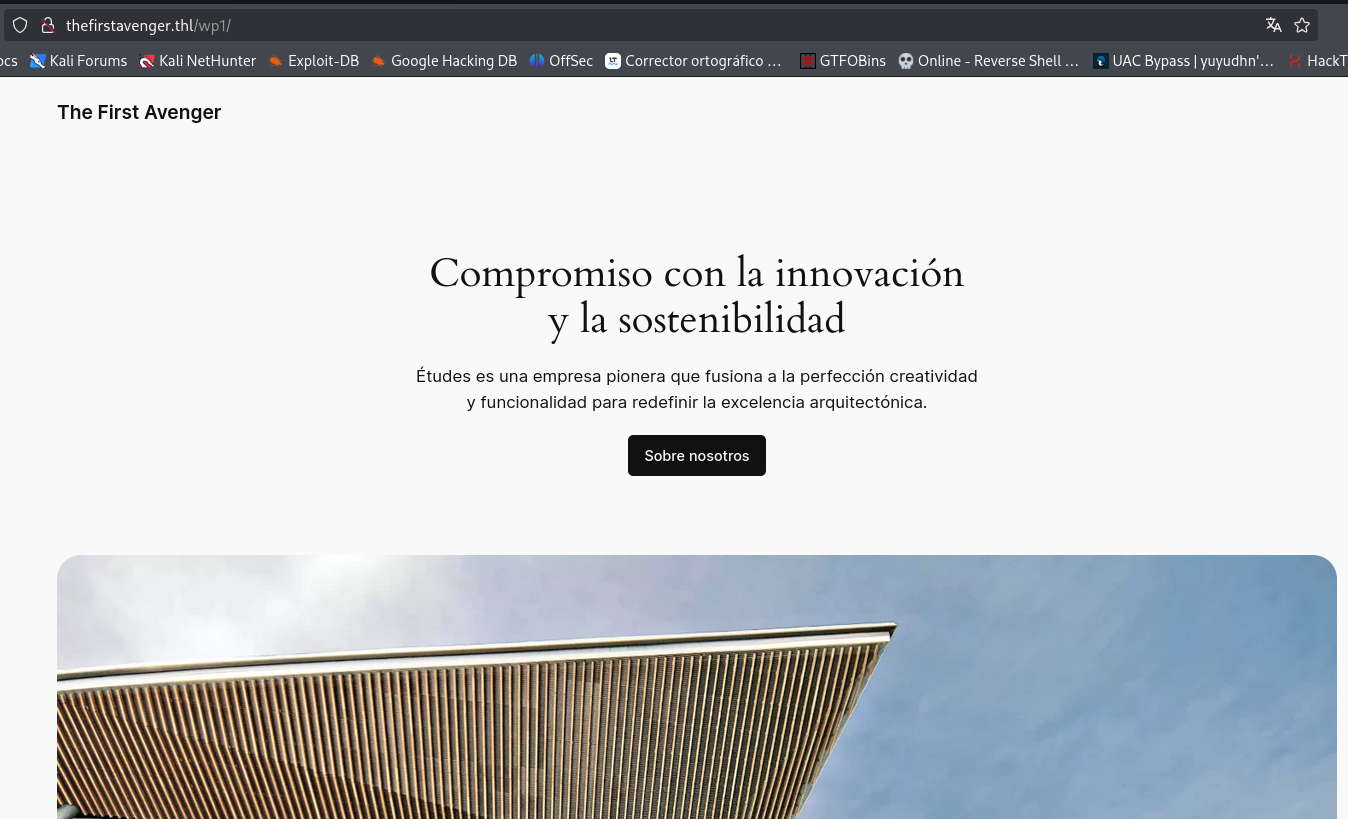 thefirstavenger.thl/wp1/
ocs Kali Forums Kali NetHunter Exploit-DB Google Hacking DB OffSec LT Corrector ortográfico … GTFOBins Online - Reverse Shell … UAC Bypass | yuyudhn'… HackT
The First Avenger
Compromiso con la innovación
y la sostenibilidad
Études es una empresa pionera que fusiona a la perfección creatividad
y funcionalidad para redefinir la excelencia arquitectónica.
Sobre nosotros